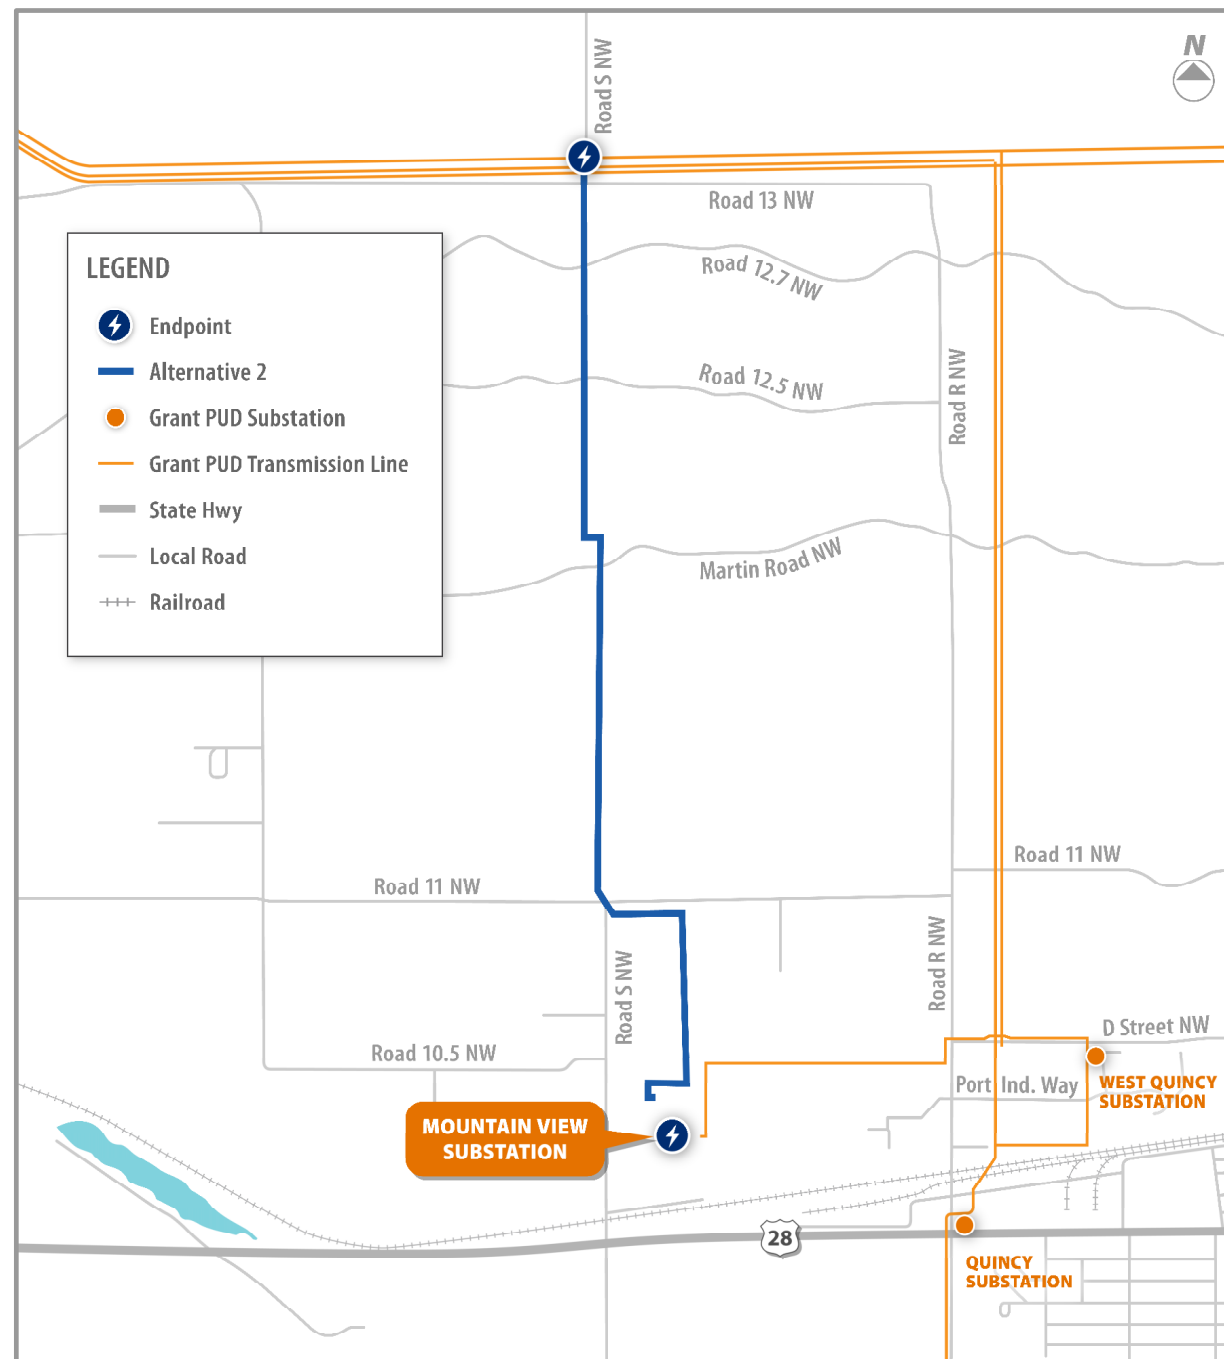 N
Road S NW
Road 13 NW
Road 12.7 NW
LEGEND
Endpoint
Alternative 2
Grant PUD Substation
Grant PUD Transmission Line
State Hwy
Local Road
Railroad
Road 12.5 NW
Road R NW
Martin Road NW
Road 11 NW
Road 11 NW
Road S NW
Road R NW
D Street NW
Road 10.5 NW
Port Ind. Way
WEST QUINCY
SUBSTATION
MOUNTAIN VIEW
SUBSTATION
28
QUINCY
SUBSTATION